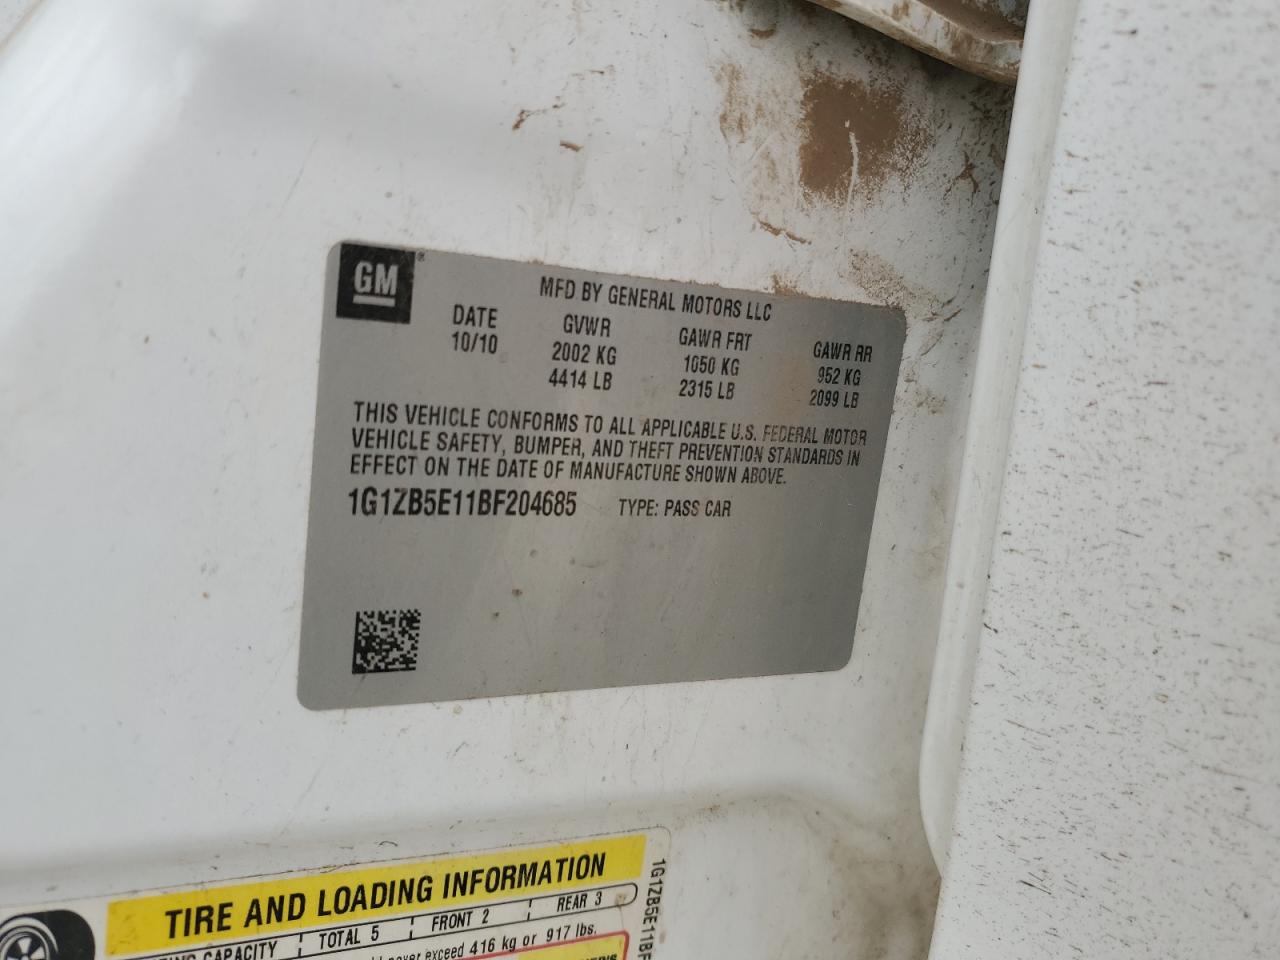 GM
MFD BY GENERAL MOTORS LLC
DATE GVWR GAWR FRT GAWR RR
10/10 2002 KG 1050 KG 952 KG
4414 LB 2315 LB 2099 LB
THIS VEHICLE CONFORMS TO ALL APPLICABLE U.S. FEDERAL MOTOR
VEHICLE SAFETY, BUMPER, AND THEFT PREVENTION STANDARDS IN
EFFECT ON THE DATE OF MANUFACTURE SHOWN ABOVE.
1G1ZB5E11BF204685 TYPE: PASS CAR
TIRE AND LOADING INFORMATION
CAPACITY TOTAL 5 FRONT 2 REAR 3
exceed 416 kg or 917 lbs.
1G1ZB5E11BF